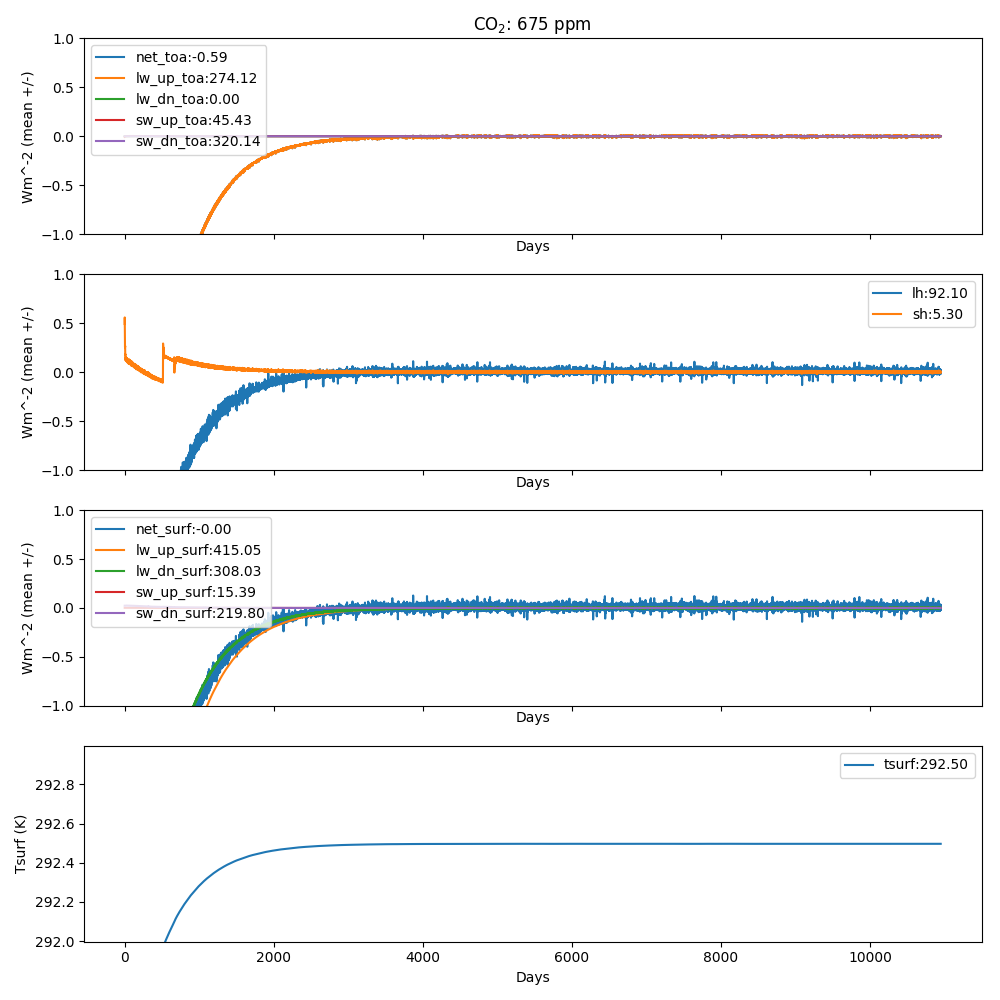 CO₂: 675 ppm
1.0
0.5
0.0
−0.5
−1.0
Wm^-2 (mean +/-)
net_toa:-0.59
lw_up_toa:274.12
lw_dn_toa:0.00
sw_up_toa:45.43
sw_dn_toa:320.14
Days
1.0
0.5
0.0
−0.5
−1.0
Wm^-2 (mean +/-)
lh:92.10
sh:5.30
Days
1.0
0.5
0.0
−0.5
−1.0
Wm^-2 (mean +/-)
net_surf:-0.00
lw_up_surf:415.05
lw_dn_surf:308.03
sw_up_surf:15.39
sw_dn_surf:219.80
Days
292.8
292.6
292.4
292.2
292.0
Tsurf (K)
tsurf:292.50
0 2000 4000 6000 8000 10000
Days